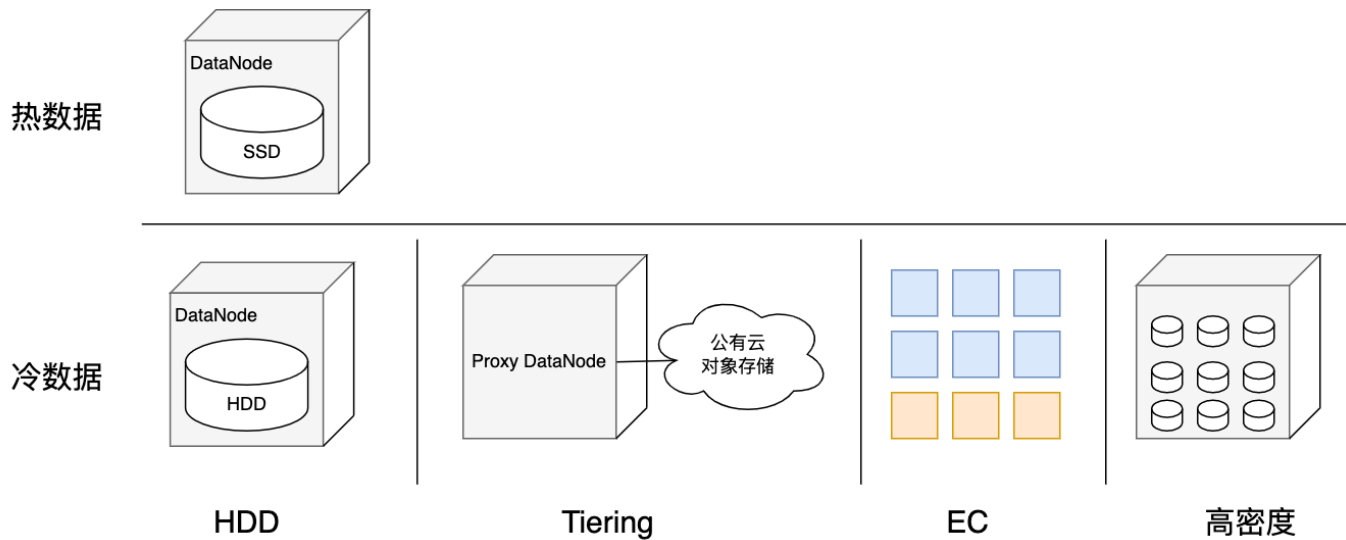 热数据
DataNode
SSD
冷数据
DataNode
HDD
Proxy DataNode
公有云
对象存储
HDD
Tiering
EC
高密度